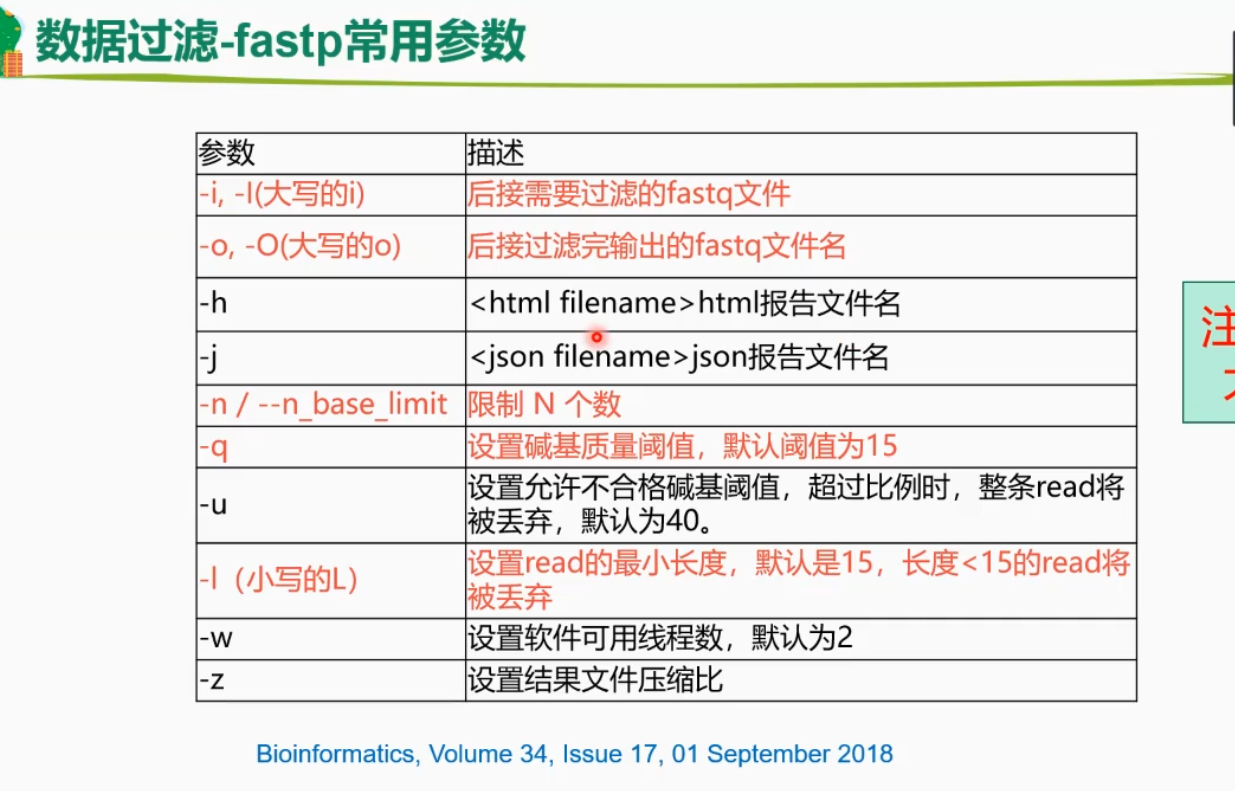 数据过滤-fastp常用参数
参数 描述
-i, -I(大写的i) 后接需要过滤的fastq文件
-o, -O(大写的o) 后接过滤完输出的fastq文件名
-h <html filename>html报告文件名
-j <json filename>json报告文件名
-n / --n_base_limit 限制 N 个数
-q 设置碱基质量阈值，默认阈值为15
-u 设置允许不合格碱基阈值，超过比例时，整条read将
被丢弃，默认为40。
-l（小写的L） 设置read的最小长度，默认是15，长度<15的read将
被丢弃
-w 设置软件可用线程数，默认为2
-z 设置结果文件压缩比
注
Bioinformatics, Volume 34, Issue 17, 01 September 2018